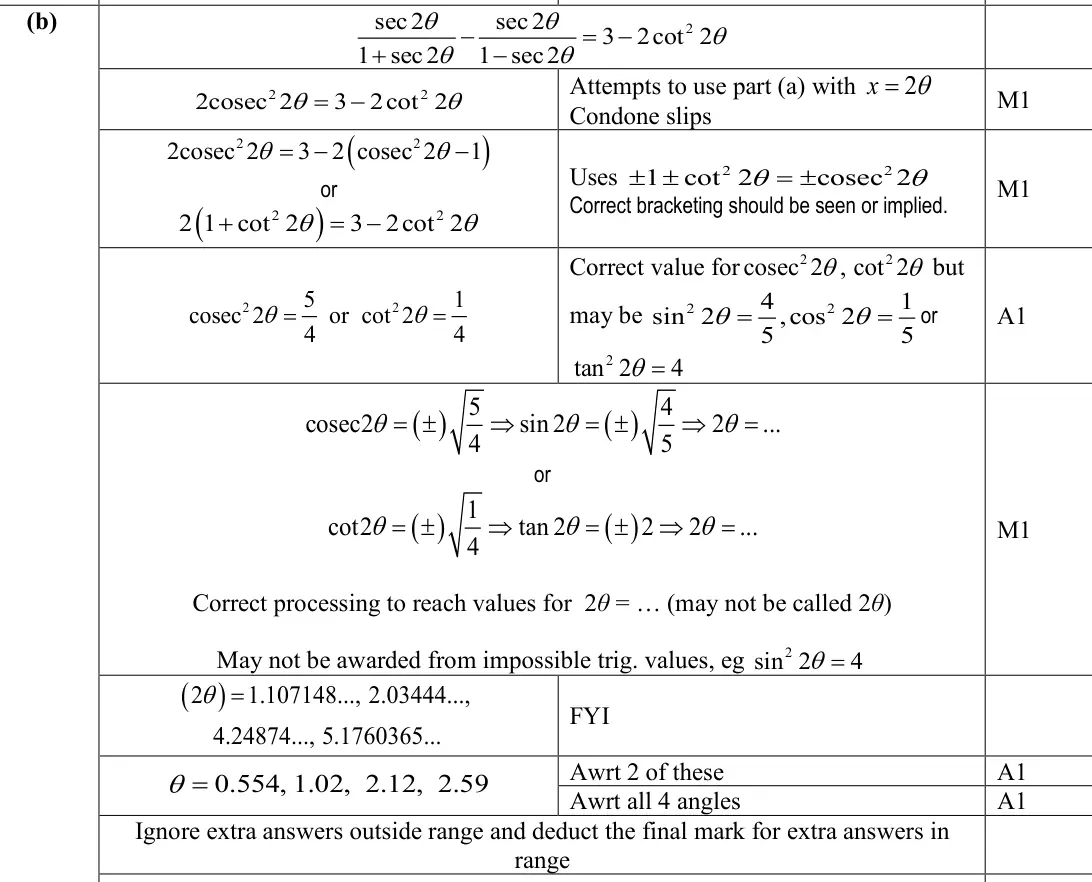 (b)
sec 2θ/(1 + sec 2θ) − sec 2θ/(1 − sec 2θ) = 3 − 2cot² 2θ
2cosec² 2θ = 3 − 2cot² 2θ
Attempts to use part (a) with x = 2θ
Condone slips
M1
2cosec² 2θ = 3 − 2(cosec² 2θ − 1)
or
2(1 + cot² 2θ) = 3 − 2cot² 2θ
Uses ±1 ± cot² 2θ = ±cosec² 2θ
Correct bracketing should be seen or implied.
M1
cosec² 2θ = 5/4 or cot² 2θ = 1/4
Correct value for cosec² 2θ , cot² 2θ but
may be sin² 2θ = 4/5 , cos² 2θ = 1/5 or
tan² 2θ = 4
A1
cosec2θ = (±)√(5/4) ⇒ sin 2θ = (±)√(4/5) ⇒ 2θ = ...
or
cot2θ = (±)√(1/4) ⇒ tan 2θ = (±)2 ⇒ 2θ = ...
Correct processing to reach values for 2θ = … (may not be called 2θ)
May not be awarded from impossible trig. values, eg sin² 2θ = 4
M1
(2θ) = 1.107148..., 2.03444...,
4.24874..., 5.1760365...
FYI
θ = 0.554, 1.02, 2.12, 2.59
Awrt 2 of these
A1
Awrt all 4 angles
A1
Ignore extra answers outside range and deduct the final mark for extra answers in
range